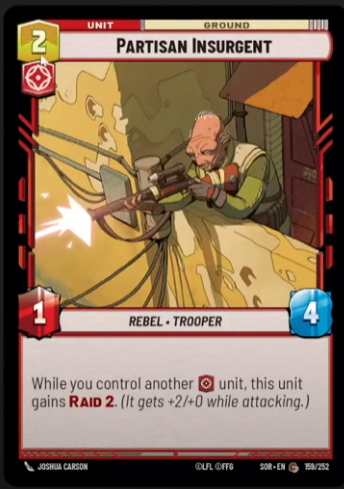 UNIT GROUND
2 PARTISAN INSURGENT
1 REBEL • TROOPER 4
While you control another unit, this unit
gains RAID 2. (It gets +2/+0 while attacking.)
JOSHUA CARSON ©LFL ©FFG SOR • EN C 159/252